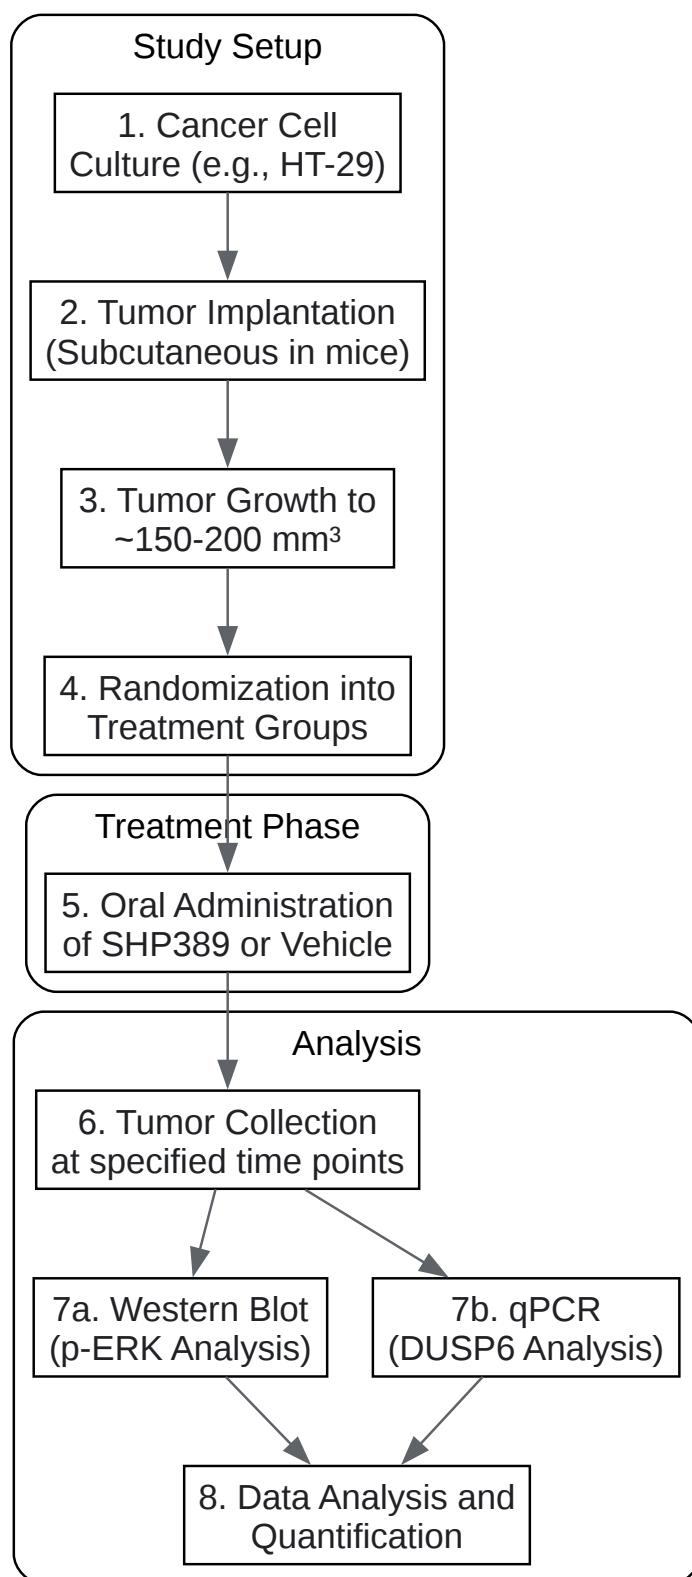 Study Setup
1. Cancer Cell
Culture (e.g., HT-29)
2. Tumor Implantation
(Subcutaneous in mice)
3. Tumor Growth to
~150-200 mm³
4. Randomization into
Treatment Groups
Treatment Phase
5. Oral Administration
of SHP389 or Vehicle
Analysis
6. Tumor Collection
at specified time points
7a. Western Blot
(p-ERK Analysis)
7b. qPCR
(DUSP6 Analysis)
8. Data Analysis and
Quantification